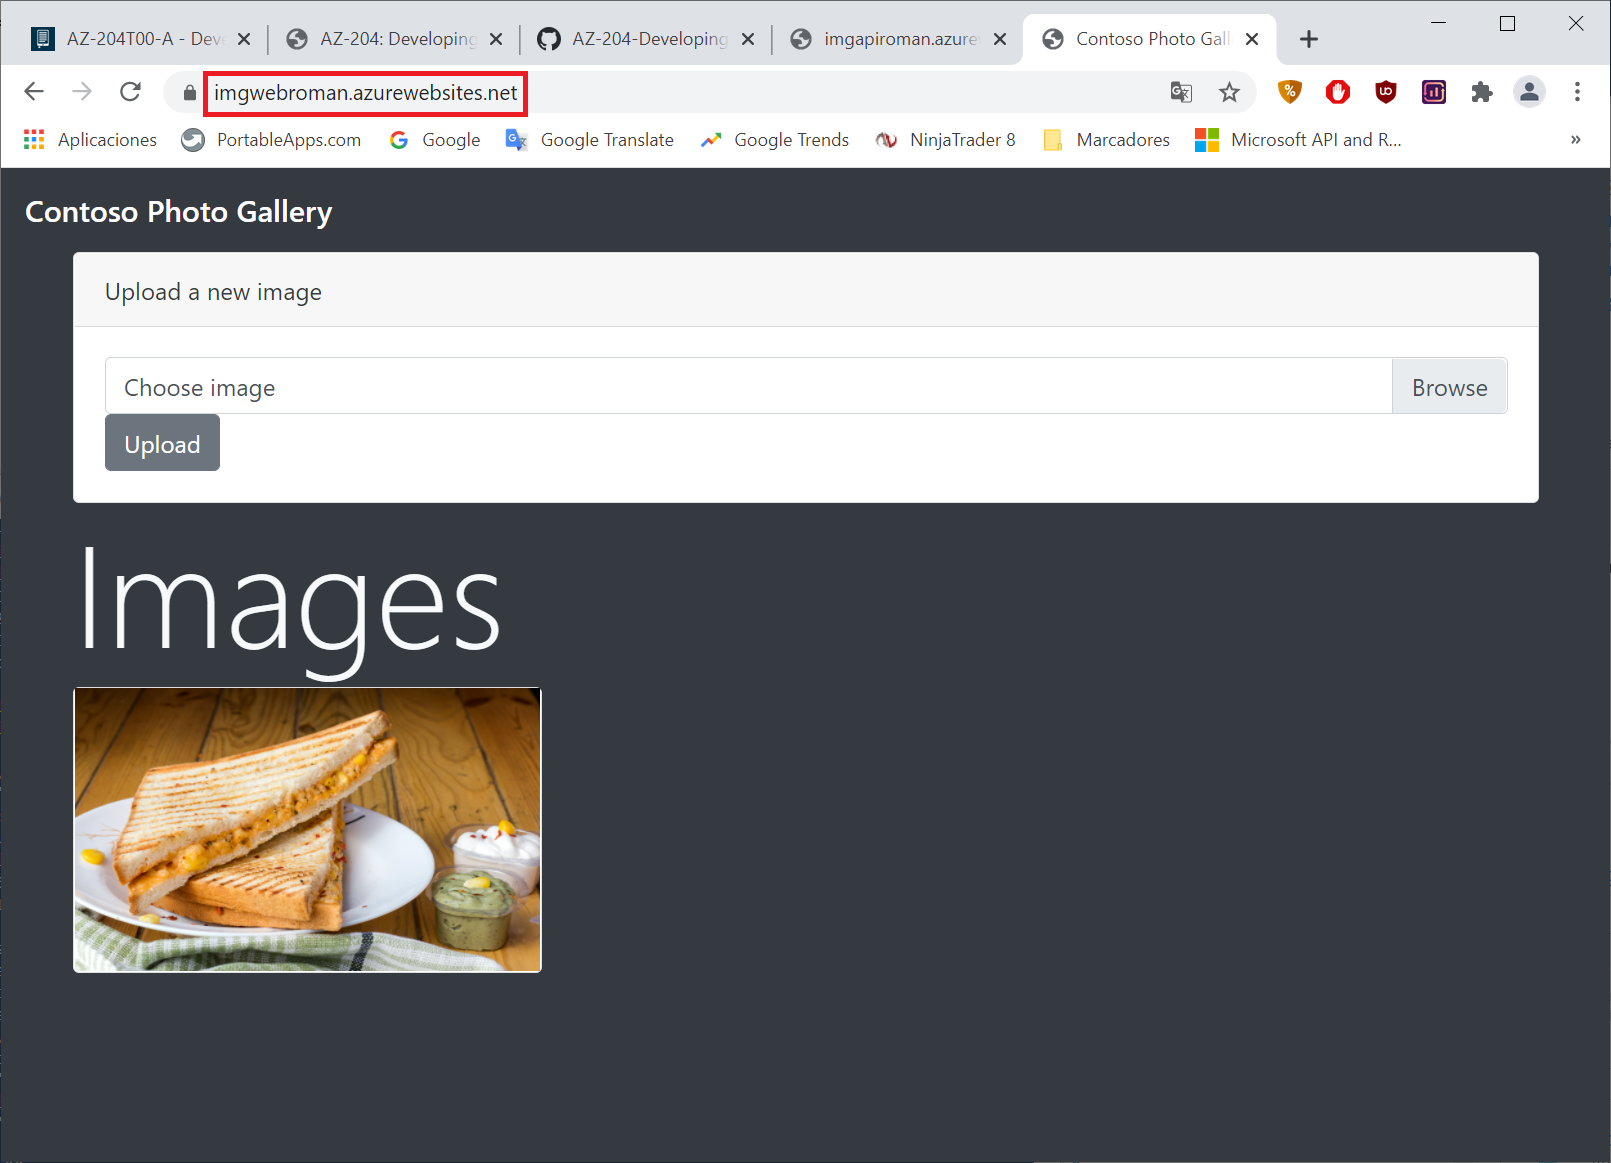 AZ-204T00-A - Dev
AZ-204: Developing
AZ-204-Developing
imgapiroman.azure
Contoso Photo Gall
imgwebroman.azurewebsites.net
Aplicaciones
PortableApps.com
Google
Google Translate
Google Trends
NinjaTrader 8
Marcadores
Microsoft API and R...
»
Contoso Photo Gallery
Upload a new image
Choose image
Browse
Upload
Images